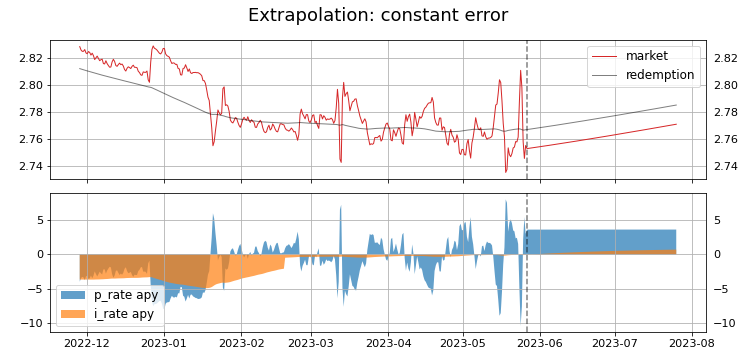 Extrapolation: constant error
2.82 2.82
2.80 2.80
2.78 2.78
2.76 2.76
2.74 2.74
market
redemption
5 5
0 0
−5 −5
−10 −10
p_rate apy
i_rate apy
2022-12 2023-01 2023-02 2023-03 2023-04 2023-05 2023-06 2023-07 2023-08